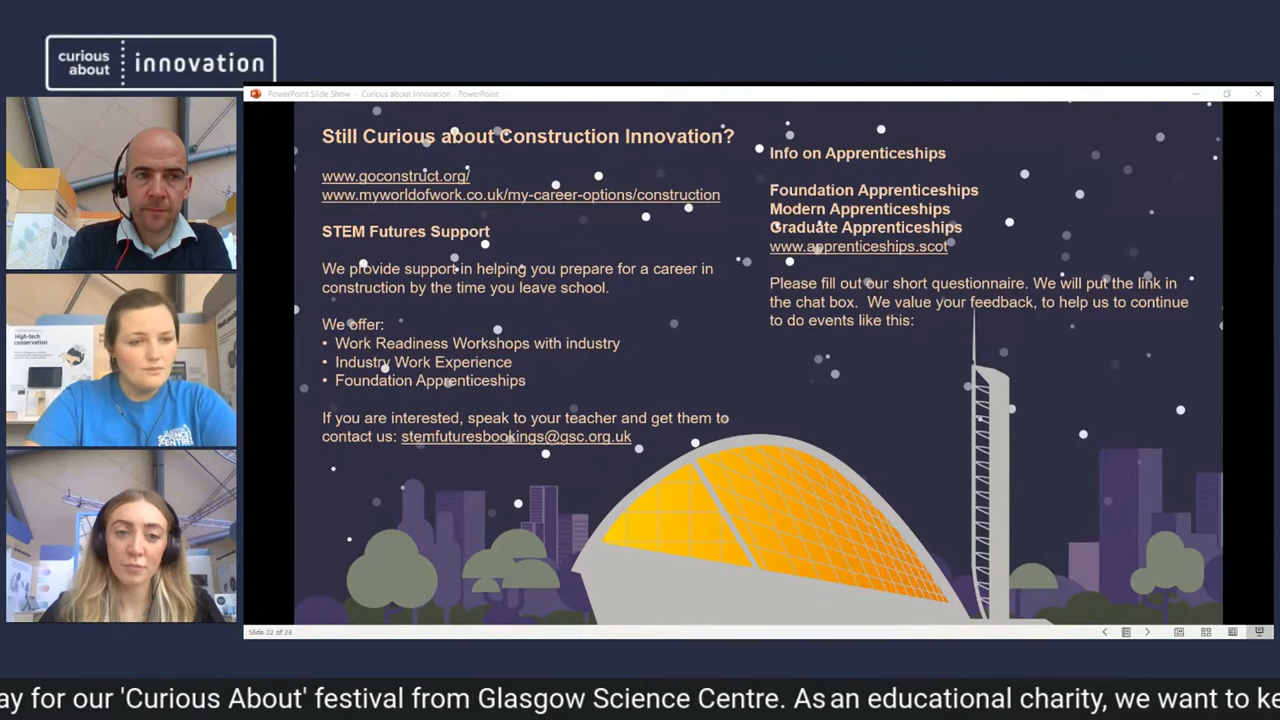 curious
about
innovation
PowerPoint Slide Show - Curious about Innovation - PowerPoint
Still Curious about Construction Innovation?
www.goconstruct.org/
www.myworldofwork.co.uk/my-career-options/construction
STEM Futures Support
We provide support in helping you prepare for a career in
construction by the time you leave school.
We offer:
• Work Readiness Workshops with industry
• Industry Work Experience
• Foundation Apprenticeships
If you are interested, speak to your teacher and get them to
contact us: stemfuturesbookings@gsc.org.uk
Info on Apprenticeships
Foundation Apprenticeships
Modern Apprenticeships
Graduate Apprenticeships
www.apprenticeships.scot
Please fill out our short questionnaire. We will put the link in
the chat box. We value your feedback, to help us to continue
to do events like this:
High-tech
conservation
SCIENCE
CENTRE
Slide 22 of 23
ay for our 'Curious About' festival from Glasgow Science Centre. As an educational charity, we want to ke